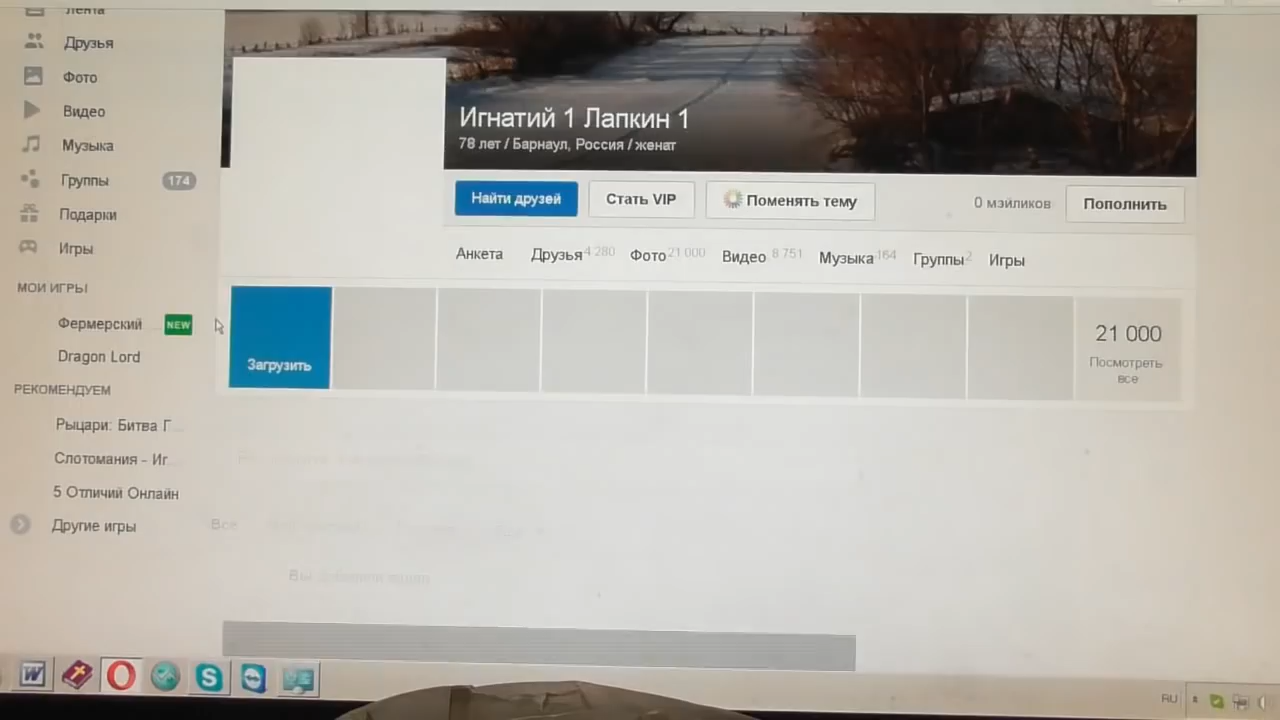 Лента
Друзья
Фото
Видео
Музыка
Группы 174
Подарки
Игры
МОИ ИГРЫ
Фермерский ... NEW
Dragon Lord
РЕКОМЕНДУЕМ
Рыцари: Битва Г...
Слотомания - Иг...
5 Отличий Онлайн
Другие игры
Игнатий 1 Лапкин 1
78 лет / Барнаул, Россия / женат
Найти друзей Стать VIP Поменять тему 0 мэйликов Пополнить
Анкета Друзья 4 280 Фото 21 000 Видео 8 751 Музыка 164 Группы 2 Игры
Загрузить
21 000
Посмотреть
все
Все
RU